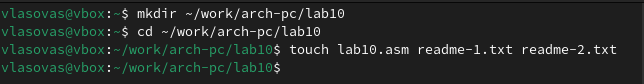 vlasovas@vbox:~$ mkdir ~/work/arch-pc/lab10
vlasovas@vbox:~$ cd ~/work/arch-pc/lab10
vlasovas@vbox:~/work/arch-pc/lab10$ touch lab10.asm readme-1.txt readme-2.txt
vlasovas@vbox:~/work/arch-pc/lab10$